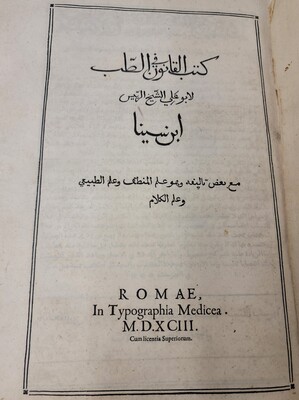 كتب القانون في الطب
لابو علي الشيخ الرئيس
ابن سينا
مع بعض تاليفه وهو علم المنطق وعلم الطبيعي
وعلم الكلام
ROMAE,
In Typographia Medicea.
M.D.XCIII.
Cum licentia Superiorum.